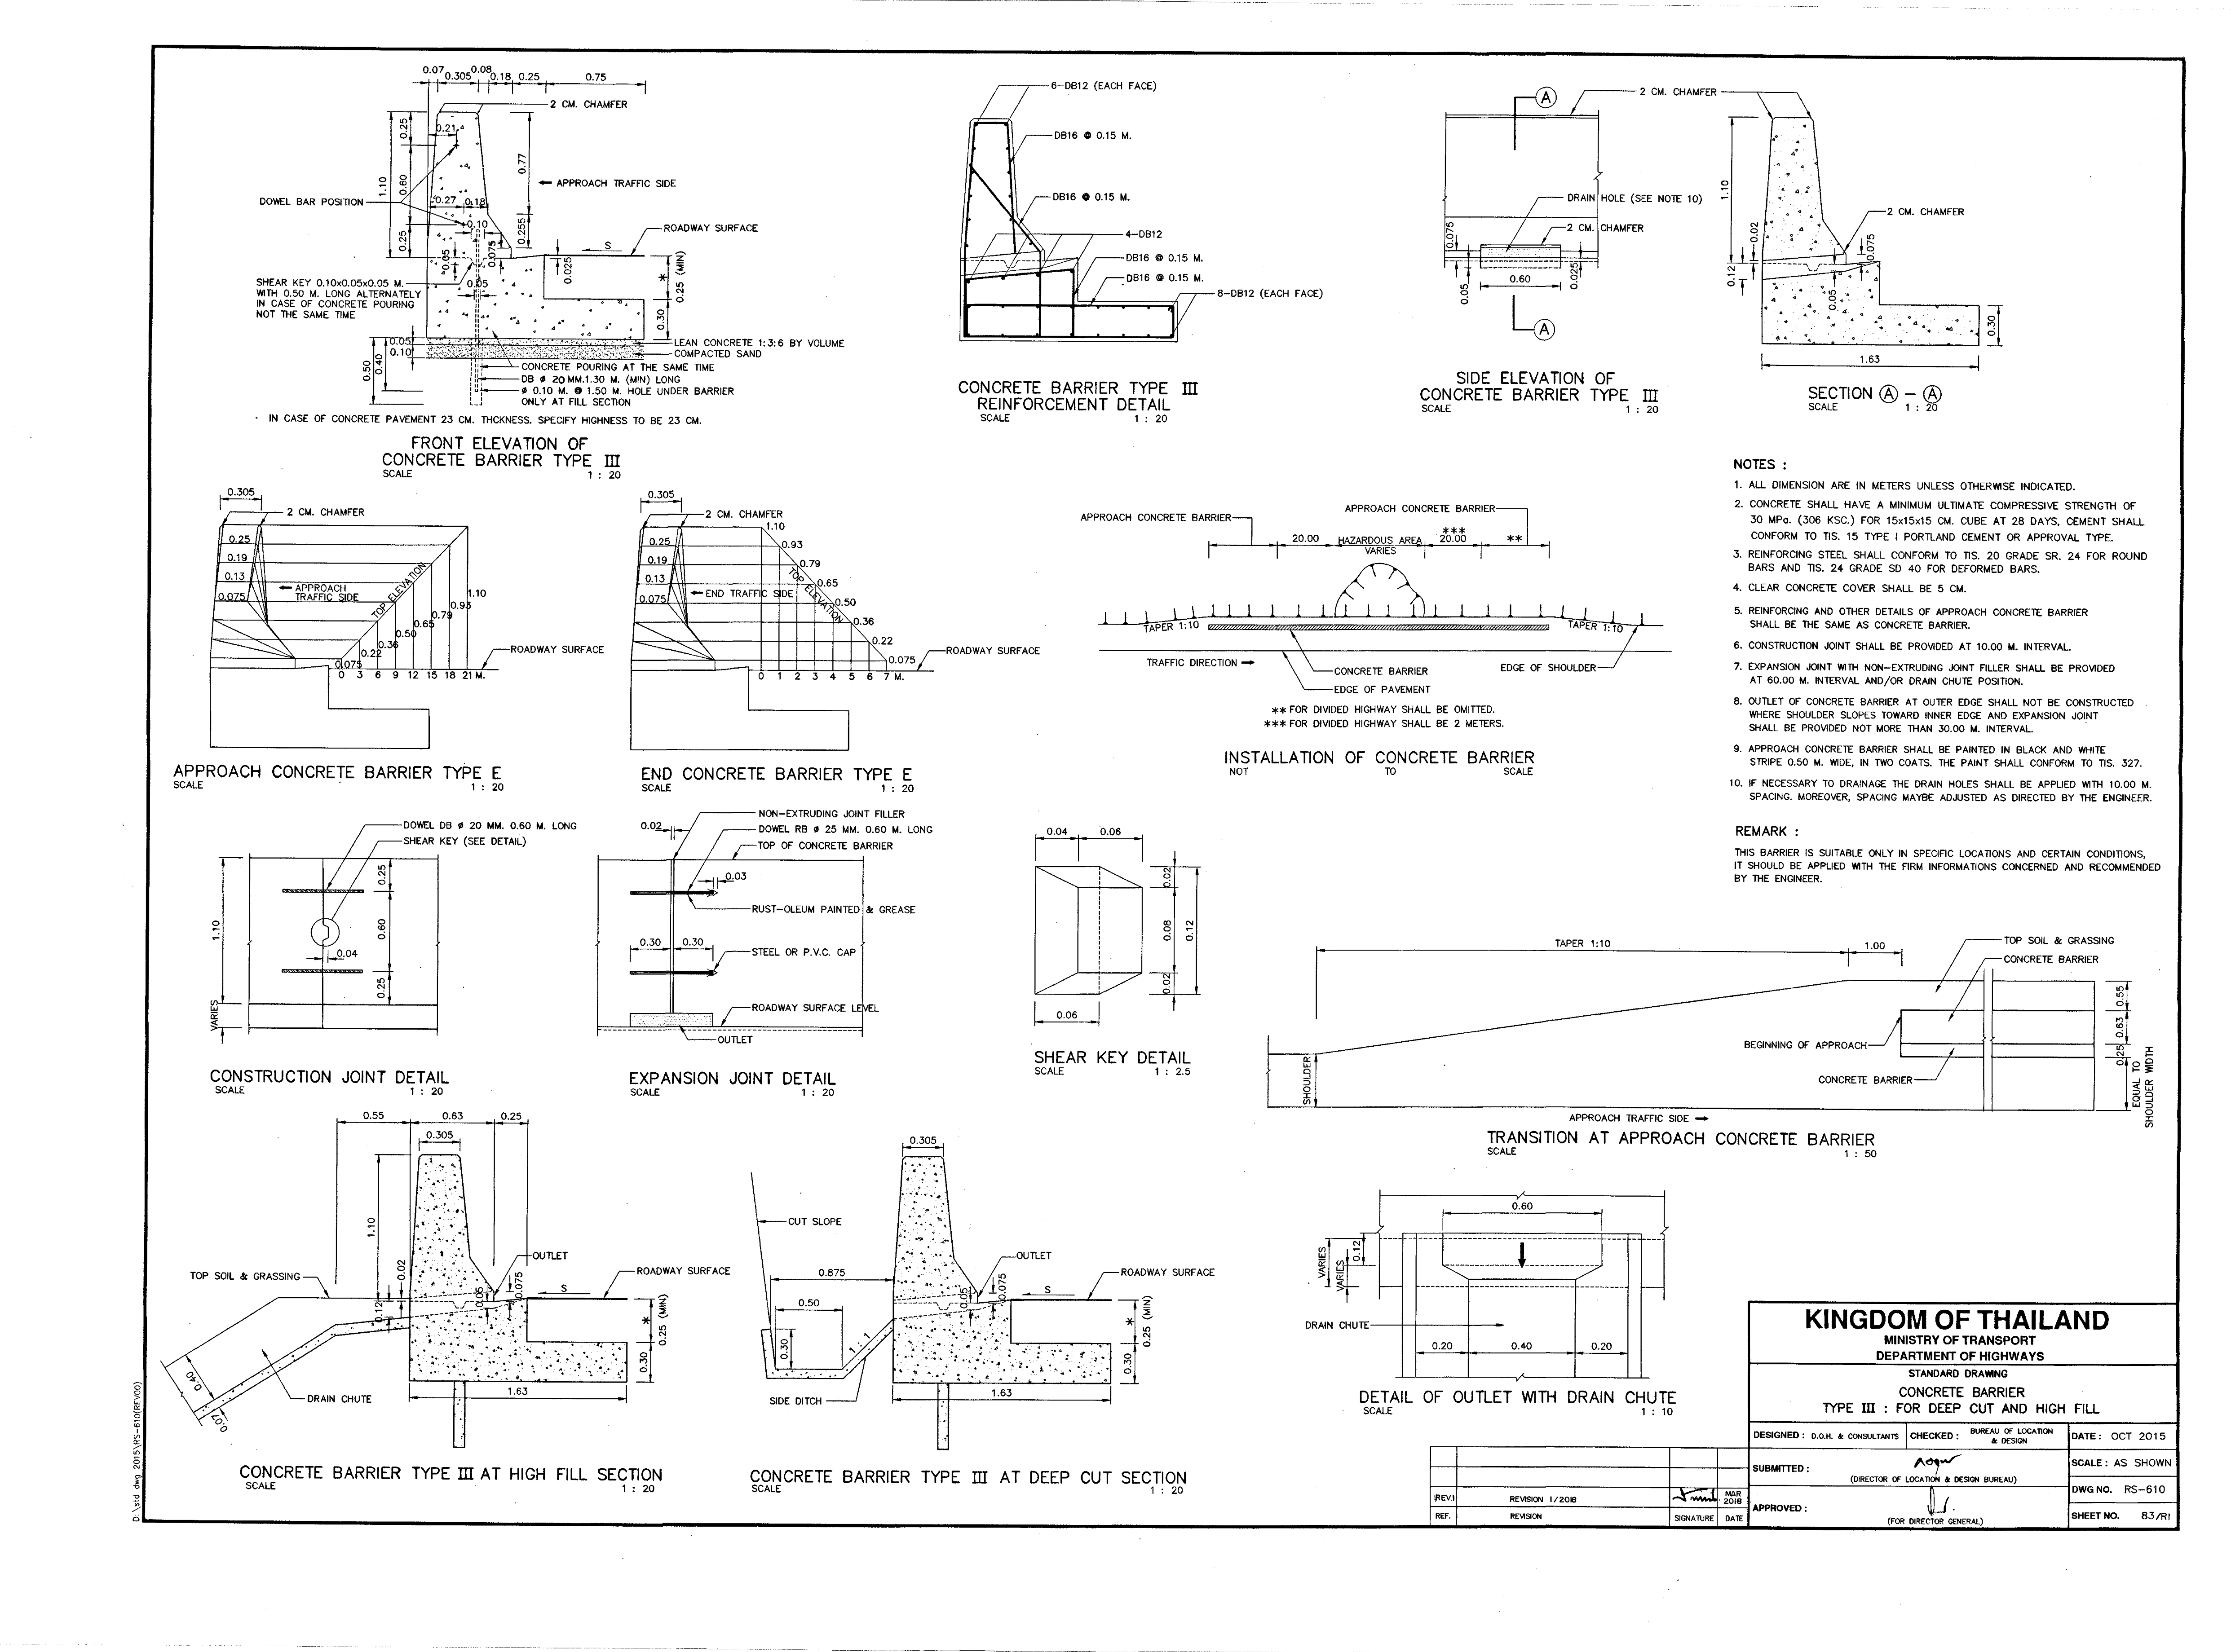 0.07 0.305 0.08 0.18 0.25 0.75
2 CM. CHAMFER
0.25
0.21
1.10
0.60
0.77
← APPROACH TRAFFIC SIDE
DOWEL BAR POSITION
0.27 0.18
0.10
0.25
0.255
0.05
0.075
ROADWAY SURFACE
S
0.025
*
0.25 (MIN)
0.30
SHEAR KEY 0.10x0.05x0.05 M.
WITH 0.50 M. LONG ALTERNATELY
IN CASE OF CONCRETE POURING
NOT THE SAME TIME
0.05
0.05
0.10
0.50
0.40
LEAN CONCRETE 1:3:6 BY VOLUME
COMPACTED SAND
CONCRETE POURING AT THE SAME TIME
DB ø 20 MM.1.30 M. (MIN) LONG
ø 0.10 M. @ 1.50 M. HOLE UNDER BARRIER
ONLY AT FILL SECTION
IN CASE OF CONCRETE PAVEMENT 23 CM. THCKNESS. SPECIFY HIGHNESS TO BE 23 CM.
FRONT ELEVATION OF
CONCRETE BARRIER TYPE III
SCALE 1 : 20
6-DB12 (EACH FACE)
DB16 @ 0.15 M.
DB16 @ 0.15 M.
4-DB12
DB16 @ 0.15 M.
DB16 @ 0.15 M.
8-DB12 (EACH FACE)
CONCRETE BARRIER TYPE III
REINFORCEMENT DETAIL
SCALE 1 : 20
A
2 CM. CHAMFER
DRAIN HOLE (SEE NOTE 10)
2 CM. CHAMFER
0.075
0.05
0.60
0.025
A
SIDE ELEVATION OF
CONCRETE BARRIER TYPE III
SCALE 1 : 20
1.10
2 CM. CHAMFER
0.02
0.075
0.12
0.05
0.30
1.63
SECTION A – A
SCALE 1 : 20
0.305
2 CM. CHAMFER
0.25
0.19
0.13
0.075
← APPROACH
TRAFFIC SIDE
TOP ELEVATION
1.10
0.93
0.79
0.65
0.50
0.36
0.22
0.075
ROADWAY SURFACE
0 3 6 9 12 15 18 21 M.
APPROACH CONCRETE BARRIER TYPE E
SCALE 1 : 20
0.305
2 CM. CHAMFER
1.10
0.25
0.93
0.19
0.79
0.13
0.65
0.075
← END TRAFFIC SIDE
TOP ELEVATION
0.50
0.36
0.22
0.075
ROADWAY SURFACE
0 1 2 3 4 5 6 7 M.
END CONCRETE BARRIER TYPE E
SCALE 1 : 20
APPROACH CONCRETE BARRIER
APPROACH CONCRETE BARRIER
20.00 HAZARDOUS AREA
VARIES
***
20.00 **
TAPER 1:10
TAPER 1:10
TRAFFIC DIRECTION →
CONCRETE BARRIER
EDGE OF SHOULDER
EDGE OF PAVEMENT
** FOR DIVIDED HIGHWAY SHALL BE OMITTED.
*** FOR DIVIDED HIGHWAY SHALL BE 2 METERS.
INSTALLATION OF CONCRETE BARRIER
NOT TO SCALE
NOTES :
1. ALL DIMENSION ARE IN METERS UNLESS OTHERWISE INDICATED.
2. CONCRETE SHALL HAVE A MINIMUM ULTIMATE COMPRESSIVE STRENGTH OF
30 MPa. (306 KSC.) FOR 15x15x15 CM. CUBE AT 28 DAYS, CEMENT SHALL
CONFORM TO TIS. 15 TYPE I PORTLAND CEMENT OR APPROVAL TYPE.
3. REINFORCING STEEL SHALL CONFORM TO TIS. 20 GRADE SR. 24 FOR ROUND
BARS AND TIS. 24 GRADE SD 40 FOR DEFORMED BARS.
4. CLEAR CONCRETE COVER SHALL BE 5 CM.
5. REINFORCING AND OTHER DETAILS OF APPROACH CONCRETE BARRIER
SHALL BE THE SAME AS CONCRETE BARRIER.
6. CONSTRUCTION JOINT SHALL BE PROVIDED AT 10.00 M. INTERVAL.
7. EXPANSION JOINT WITH NON-EXTRUDING JOINT FILLER SHALL BE PROVIDED
AT 60.00 M. INTERVAL AND/OR DRAIN CHUTE POSITION.
8. OUTLET OF CONCRETE BARRIER AT OUTER EDGE SHALL NOT BE CONSTRUCTED
WHERE SHOULDER SLOPES TOWARD INNER EDGE AND EXPANSION JOINT
SHALL BE PROVIDED NOT MORE THAN 30.00 M. INTERVAL.
9. APPROACH CONCRETE BARRIER SHALL BE PAINTED IN BLACK AND WHITE
STRIPE 0.50 M. WIDE, IN TWO COATS. THE PAINT SHALL CONFORM TO TIS. 327.
10. IF NECESSARY TO DRAINAGE THE DRAIN HOLES SHALL BE APPLIED WITH 10.00 M.
SPACING. MOREOVER, SPACING MAYBE ADJUSTED AS DIRECTED BY THE ENGINEER.
REMARK :
THIS BARRIER IS SUITABLE ONLY IN SPECIFIC LOCATIONS AND CERTAIN CONDITIONS,
IT SHOULD BE APPLIED WITH THE FIRM INFORMATIONS CONCERNED AND RECOMMENDED
BY THE ENGINEER.
DOWEL DB ø 20 MM. 0.60 M. LONG
SHEAR KEY (SEE DETAIL)
0.25
0.60
1.10
0.04
0.25
VARIES
CONSTRUCTION JOINT DETAIL
SCALE 1 : 20
0.02
NON-EXTRUDING JOINT FILLER
DOWEL RB ø 25 MM. 0.60 M. LONG
TOP OF CONCRETE BARRIER
0.03
RUST-OLEUM PAINTED & GREASE
0.30 0.30
STEEL OR P.V.C. CAP
ROADWAY SURFACE LEVEL
OUTLET
EXPANSION JOINT DETAIL
SCALE 1 : 20
0.04 0.06
0.02
0.08
0.12
0.02
0.06
SHEAR KEY DETAIL
SCALE 1 : 2.5
TAPER 1:10
1.00
TOP SOIL & GRASSING
CONCRETE BARRIER
0.55
0.63
0.25
BEGINNING OF APPROACH
CONCRETE BARRIER
SHOULDER
EQUAL TO
SHOULDER WIDTH
APPROACH TRAFFIC SIDE →
TRANSITION AT APPROACH CONCRETE BARRIER
SCALE 1 : 50
0.55 0.63 0.25
0.305
1.10
0.02
OUTLET
TOP SOIL & GRASSING
0.12
0.05
0.075
S
ROADWAY SURFACE
*
0.25 (MIN)
0.30
0.40
0.07
DRAIN CHUTE
1.63
CONCRETE BARRIER TYPE III AT HIGH FILL SECTION
SCALE 1 : 20
0.305
CUT SLOPE
OUTLET
0.875
0.05
0.075
S
ROADWAY SURFACE
0.50
0.30
1 : 1
*
0.25 (MIN)
0.30
SIDE DITCH
1.63
CONCRETE BARRIER TYPE III AT DEEP CUT SECTION
SCALE 1 : 20
0.60
VARIES
VARIES
0.12
DRAIN CHUTE
0.20 0.40 0.20
DETAIL OF OUTLET WITH DRAIN CHUTE
SCALE 1 : 10
KINGDOM OF THAILAND
MINISTRY OF TRANSPORT
DEPARTMENT OF HIGHWAYS
STANDARD DRAWING
CONCRETE BARRIER
TYPE III : FOR DEEP CUT AND HIGH FILL
DESIGNED : D.O.H. & CONSULTANTS
CHECKED : BUREAU OF LOCATION
& DESIGN
DATE : OCT 2015
SUBMITTED :
(DIRECTOR OF LOCATION & DESIGN BUREAU)
SCALE : AS SHOWN
DWG NO. RS-610
APPROVED :
(FOR DIRECTOR GENERAL)
SHEET NO. 83/R1
REV.1 REVISION 1/2018 MAR
2018
REF. REVISION SIGNATURE DATE
D:\std dwg 2015\RS-610(REV00)